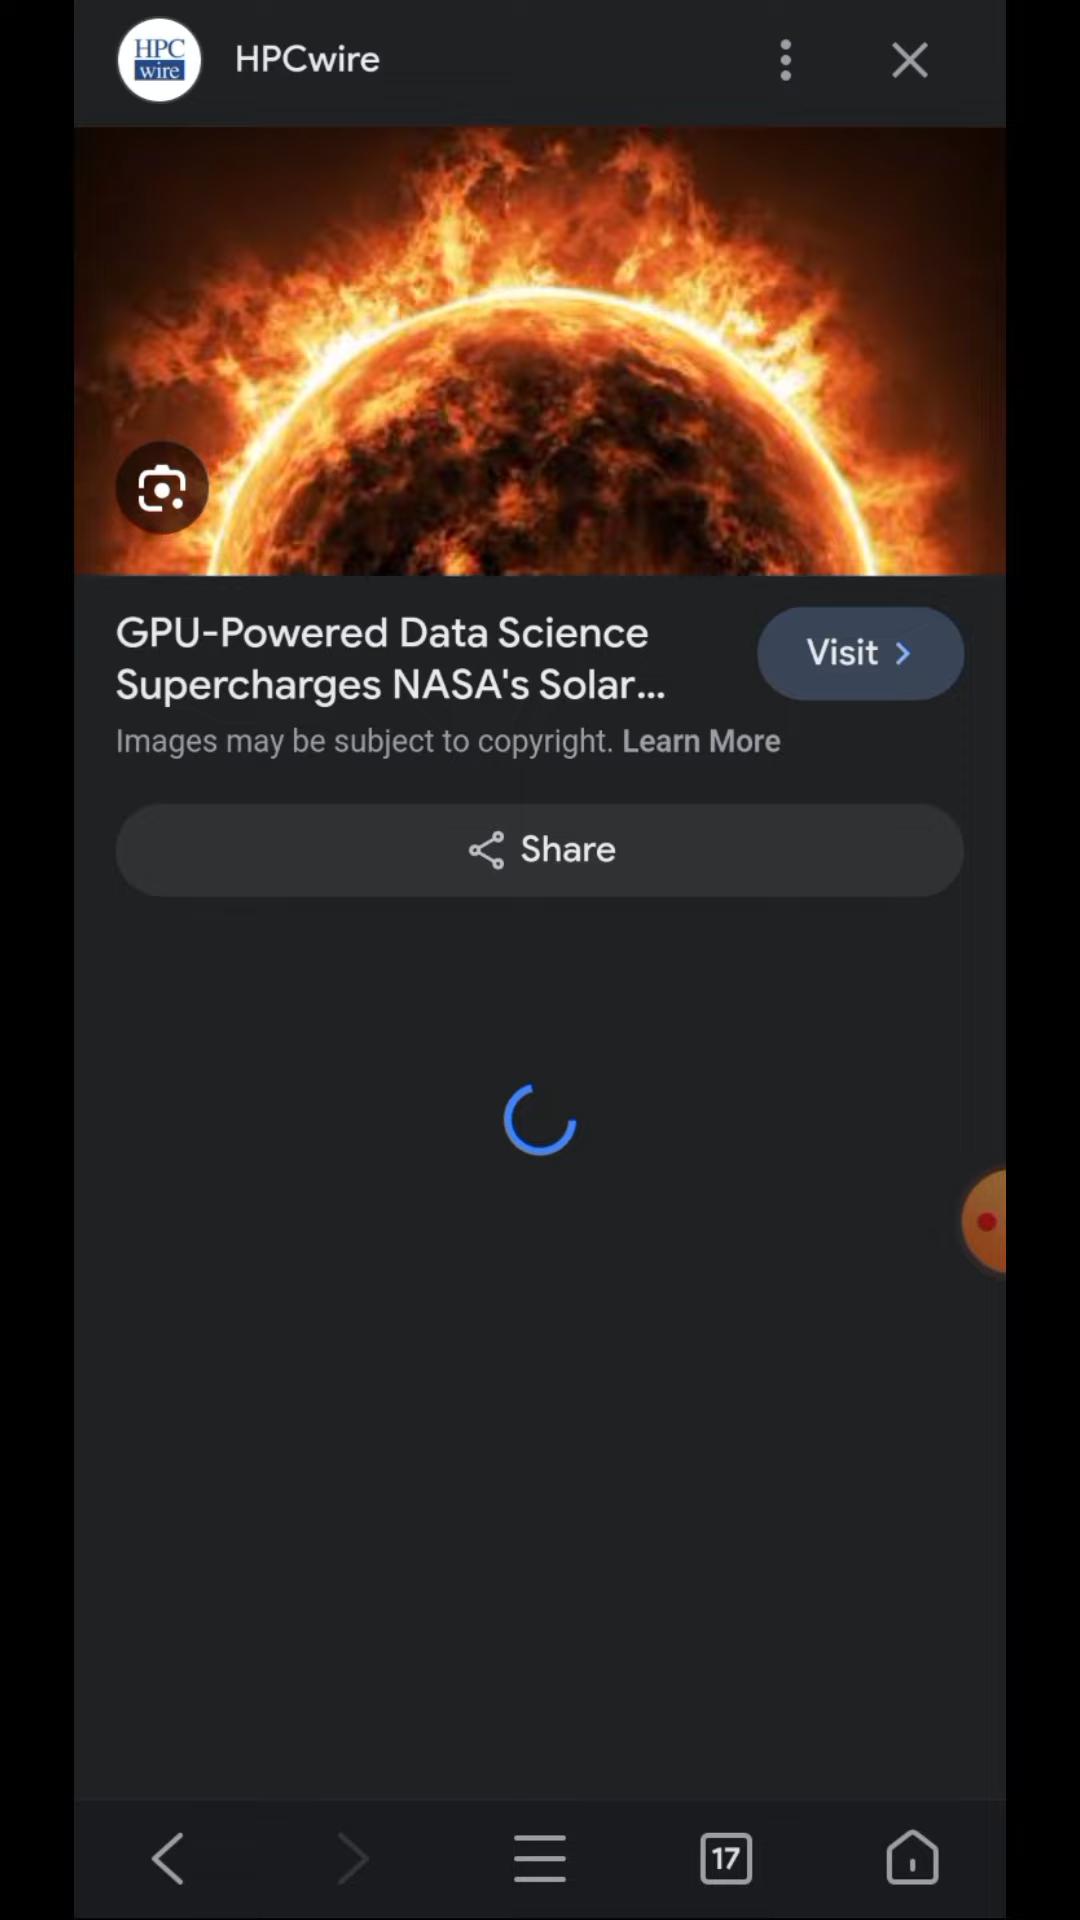 HPC
wire
HPCwire
GPU-Powered Data Science
Supercharges NASA's Solar...
Visit
Images may be subject to copyright. Learn More
Share
17